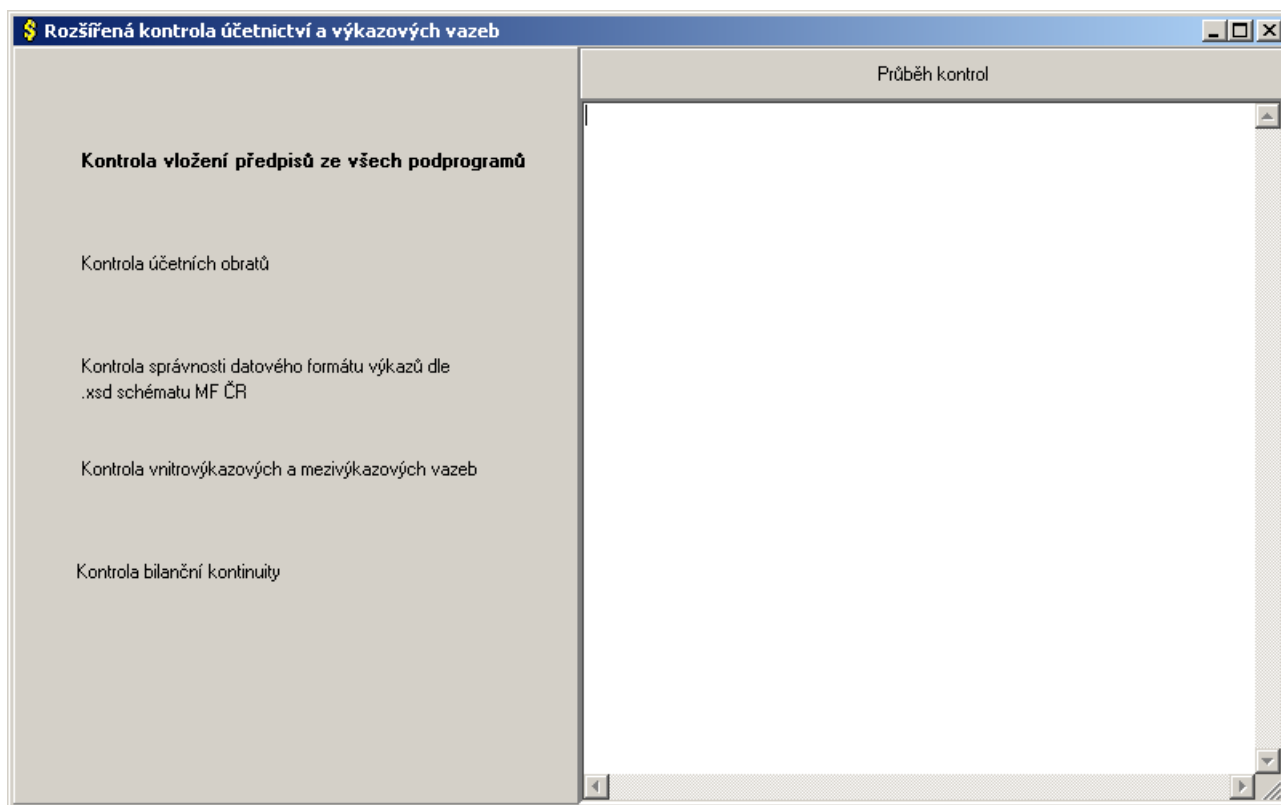 Rozšířená kontrola účetnictví a výkazových vazeb
Průběh kontrol
Kontrola vložení předpisů ze všech podprogramů
Kontrola účetních obratů
Kontrola správnosti datového formátu výkazů dle
.xsd schématu MF ČR
Kontrola vnitrovýkazových a mezivýkazových vazeb
Kontrola bilanční kontinuity